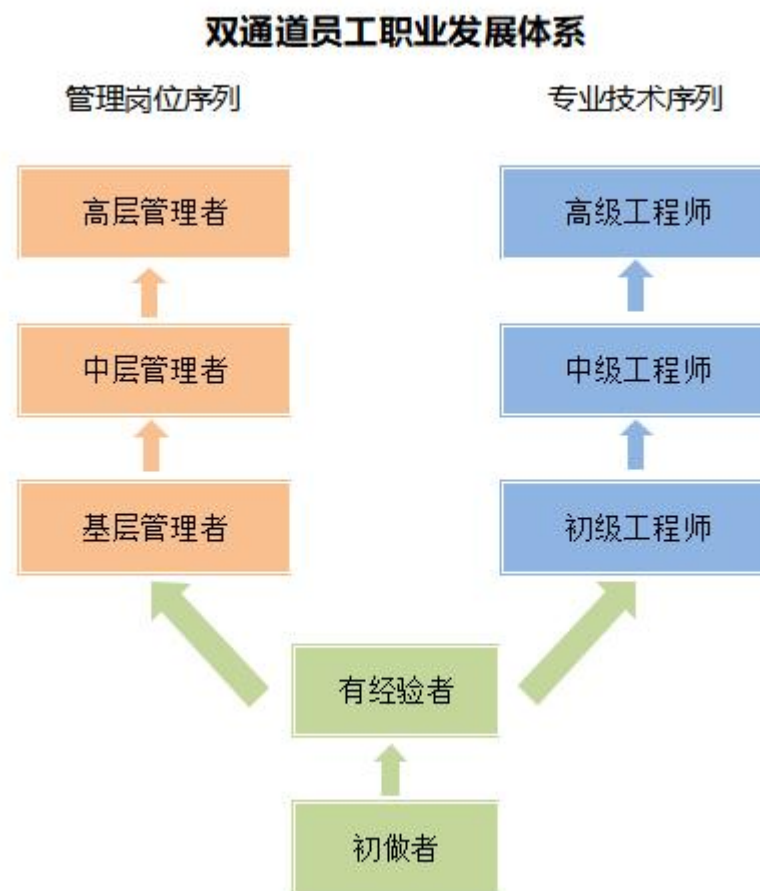 双通道员工职业发展体系
管理岗位序列
专业技术序列
高层管理者
高级工程师
中层管理者
中级工程师
基层管理者
初级工程师
有经验者
初做者